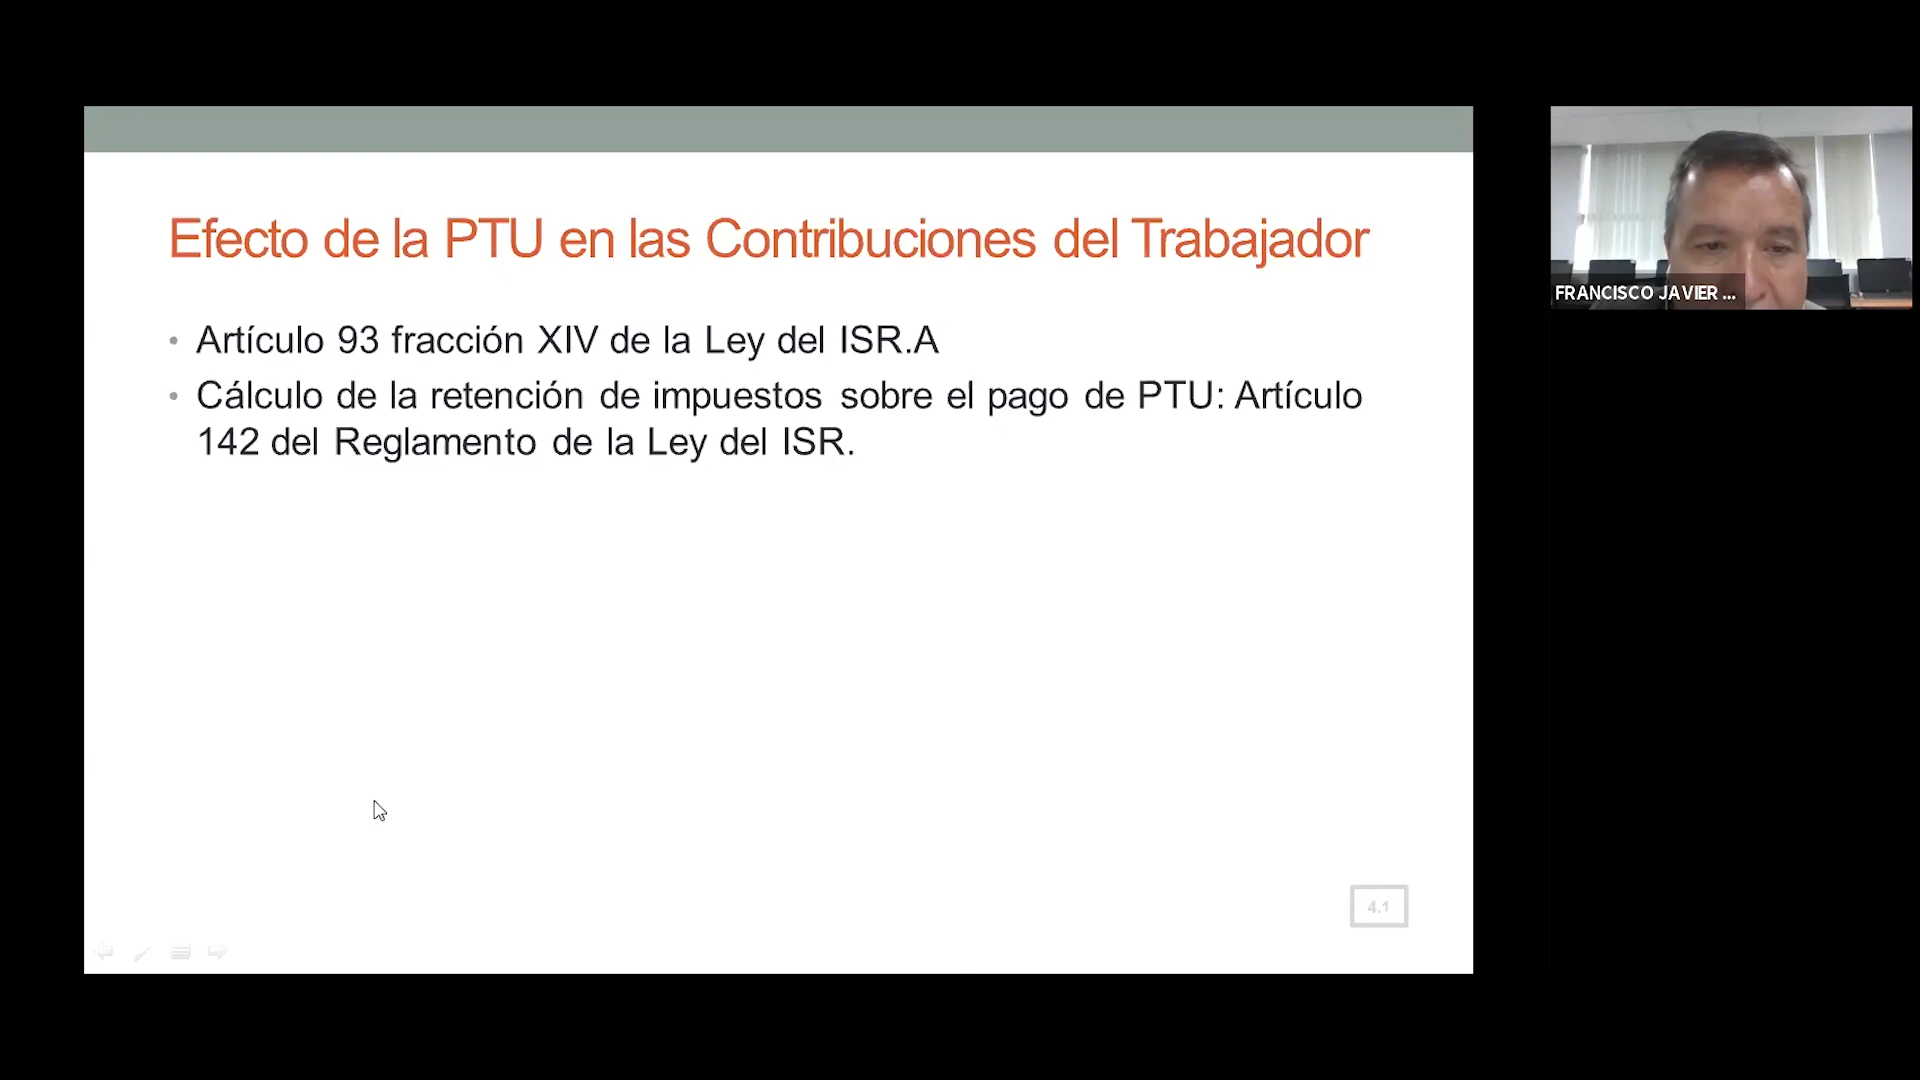 Efecto de la PTU en las Contribuciones del Trabajador
• Artículo 93 fracción XIV de la Ley del ISR.A
• Cálculo de la retención de impuestos sobre el pago de PTU: Artículo
142 del Reglamento de la Ley del ISR.
FRANCISCO JAVIER ...
4.1